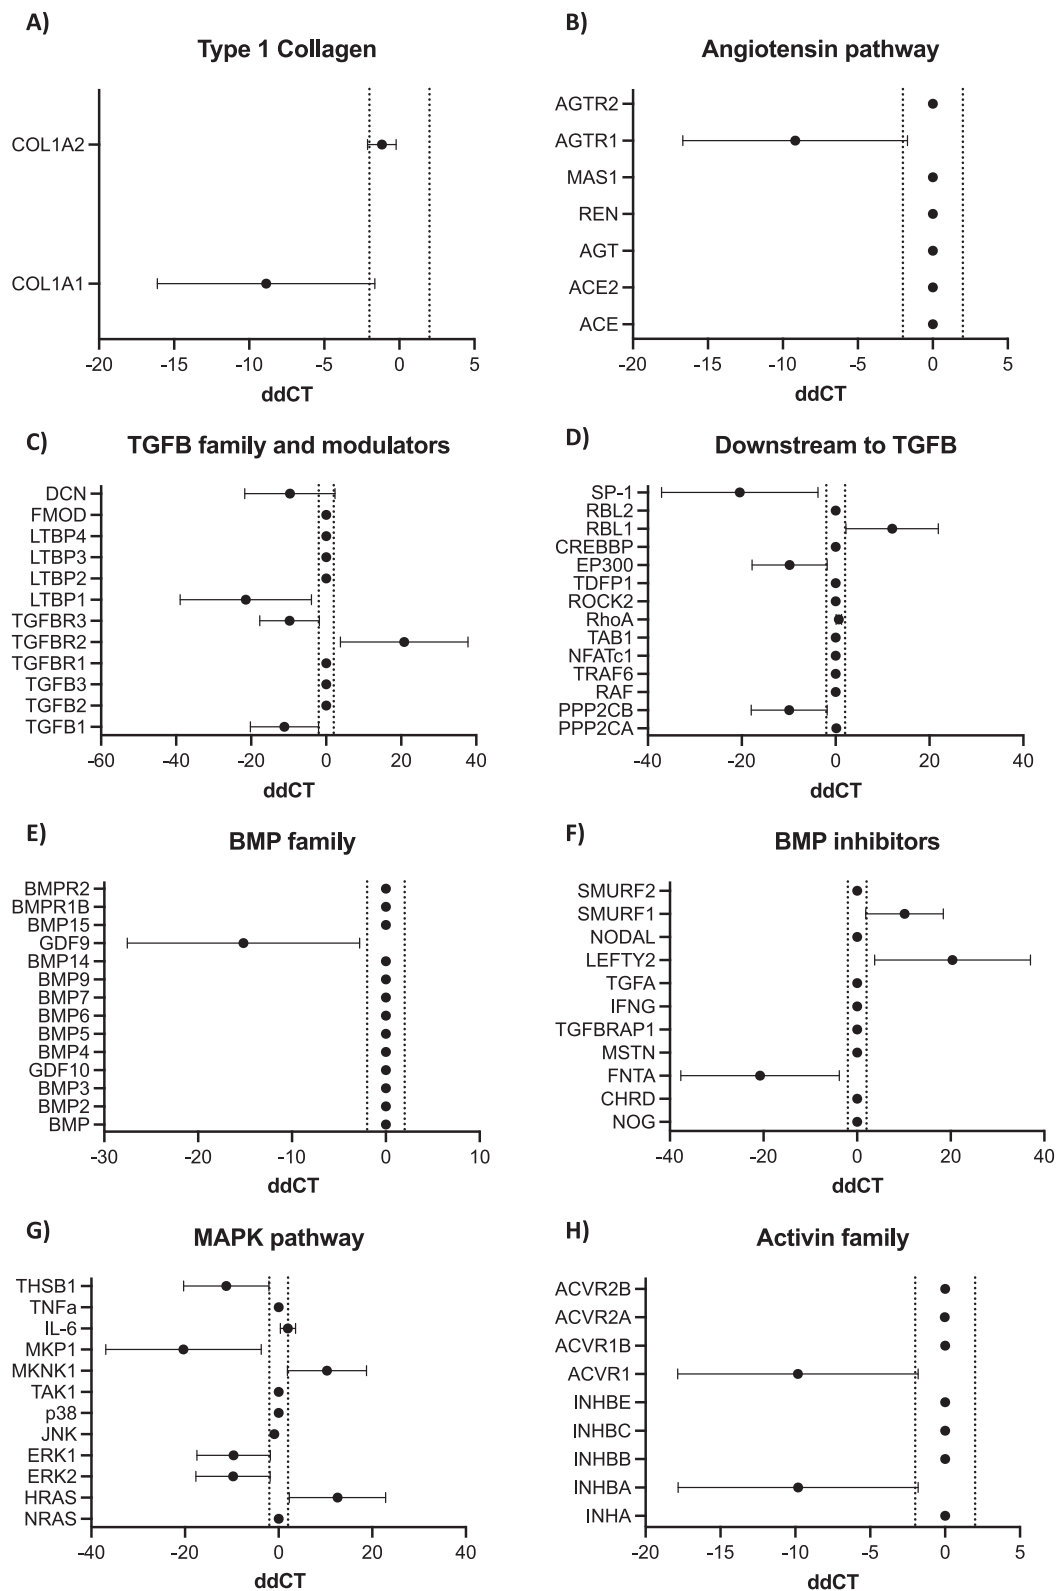 A)
Type 1 Collagen
COL1A2
COL1A1
-20 -15 -10 -5 0 5
ddCT
B)
Angiotensin pathway
AGTR2
AGTR1
MAS1
REN
AGT
ACE2
ACE
-20 -15 -10 -5 0 5
ddCT
C)
TGFB family and modulators
DCN
FMOD
LTBP4
LTBP3
LTBP2
LTBP1
TGFBR3
TGFBR2
TGFBR1
TGFB3
TGFB2
TGFB1
-60 -40 -20 0 20 40
ddCT
D)
Downstream to TGFB
SP-1
RBL2
RBL1
CREBBP
EP300
TDFP1
ROCK2
RhoA
TAB1
NFATc1
TRAF6
RAF
PPP2CB
PPP2CA
-40 -20 0 20 40
ddCT
E)
BMP family
BMPR2
BMPR1B
BMP15
GDF9
BMP14
BMP9
BMP7
BMP6
BMP5
BMP4
GDF10
BMP3
BMP2
BMP
-30 -20 -10 0 10
ddCT
F)
BMP inhibitors
SMURF2
SMURF1
NODAL
LEFTY2
TGFA
IFNG
TGFBRAP1
MSTN
FNTA
CHRD
NOG
-40 -20 0 20 40
ddCT
G)
MAPK pathway
THSB1
TNFa
IL-6
MKP1
MKNK1
TAK1
p38
JNK
ERK1
ERK2
HRAS
NRAS
-40 -20 0 20 40
ddCT
H)
Activin family
ACVR2B
ACVR2A
ACVR1B
ACVR1
INHBE
INHBC
INHBB
INHBA
INHA
-20 -15 -10 -5 0 5
ddCT